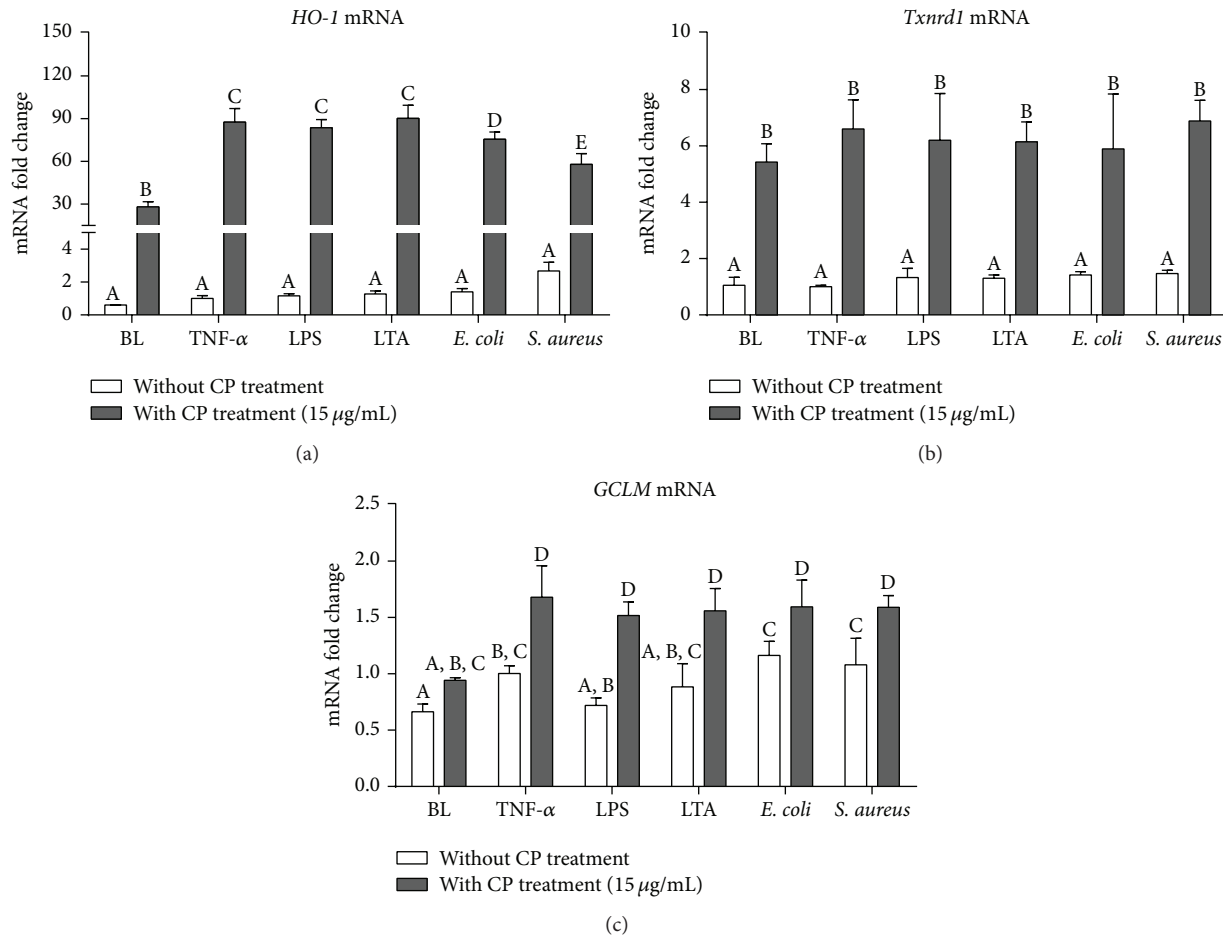 HO-1 mRNA
mRNA fold change
150
120
90
60
30
4
2
0
A
B
A
C
A
C
A
C
A
D
A
E
BL
TNF-α
LPS
LTA
E. coli
S. aureus
Without CP treatment
With CP treatment (15 μg/mL)
(a)
Txnrd1 mRNA
mRNA fold change
10
8
6
4
2
0
A
B
A
B
A
B
A
B
A
B
A
B
BL
TNF-α
LPS
LTA
E. coli
S. aureus
Without CP treatment
With CP treatment (15 μg/mL)
(b)
GCLM mRNA
mRNA fold change
2.5
2.0
1.5
1.0
0.5
0.0
A
A, B, C
B, C
D
A, B
D
A, B, C
D
C
D
C
D
BL
TNF-α
LPS
LTA
E. coli
S. aureus
Without CP treatment
With CP treatment (15 μg/mL)
(c)